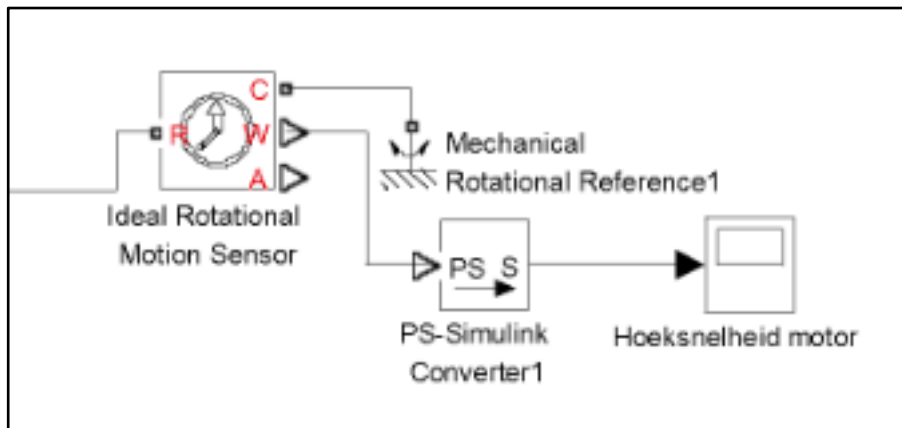 C
R W
A
Mechanical
Rotational Reference1
Ideal Rotational
Motion Sensor
PS S
PS-Simulink
Converter1
Hoeksnelheid motor